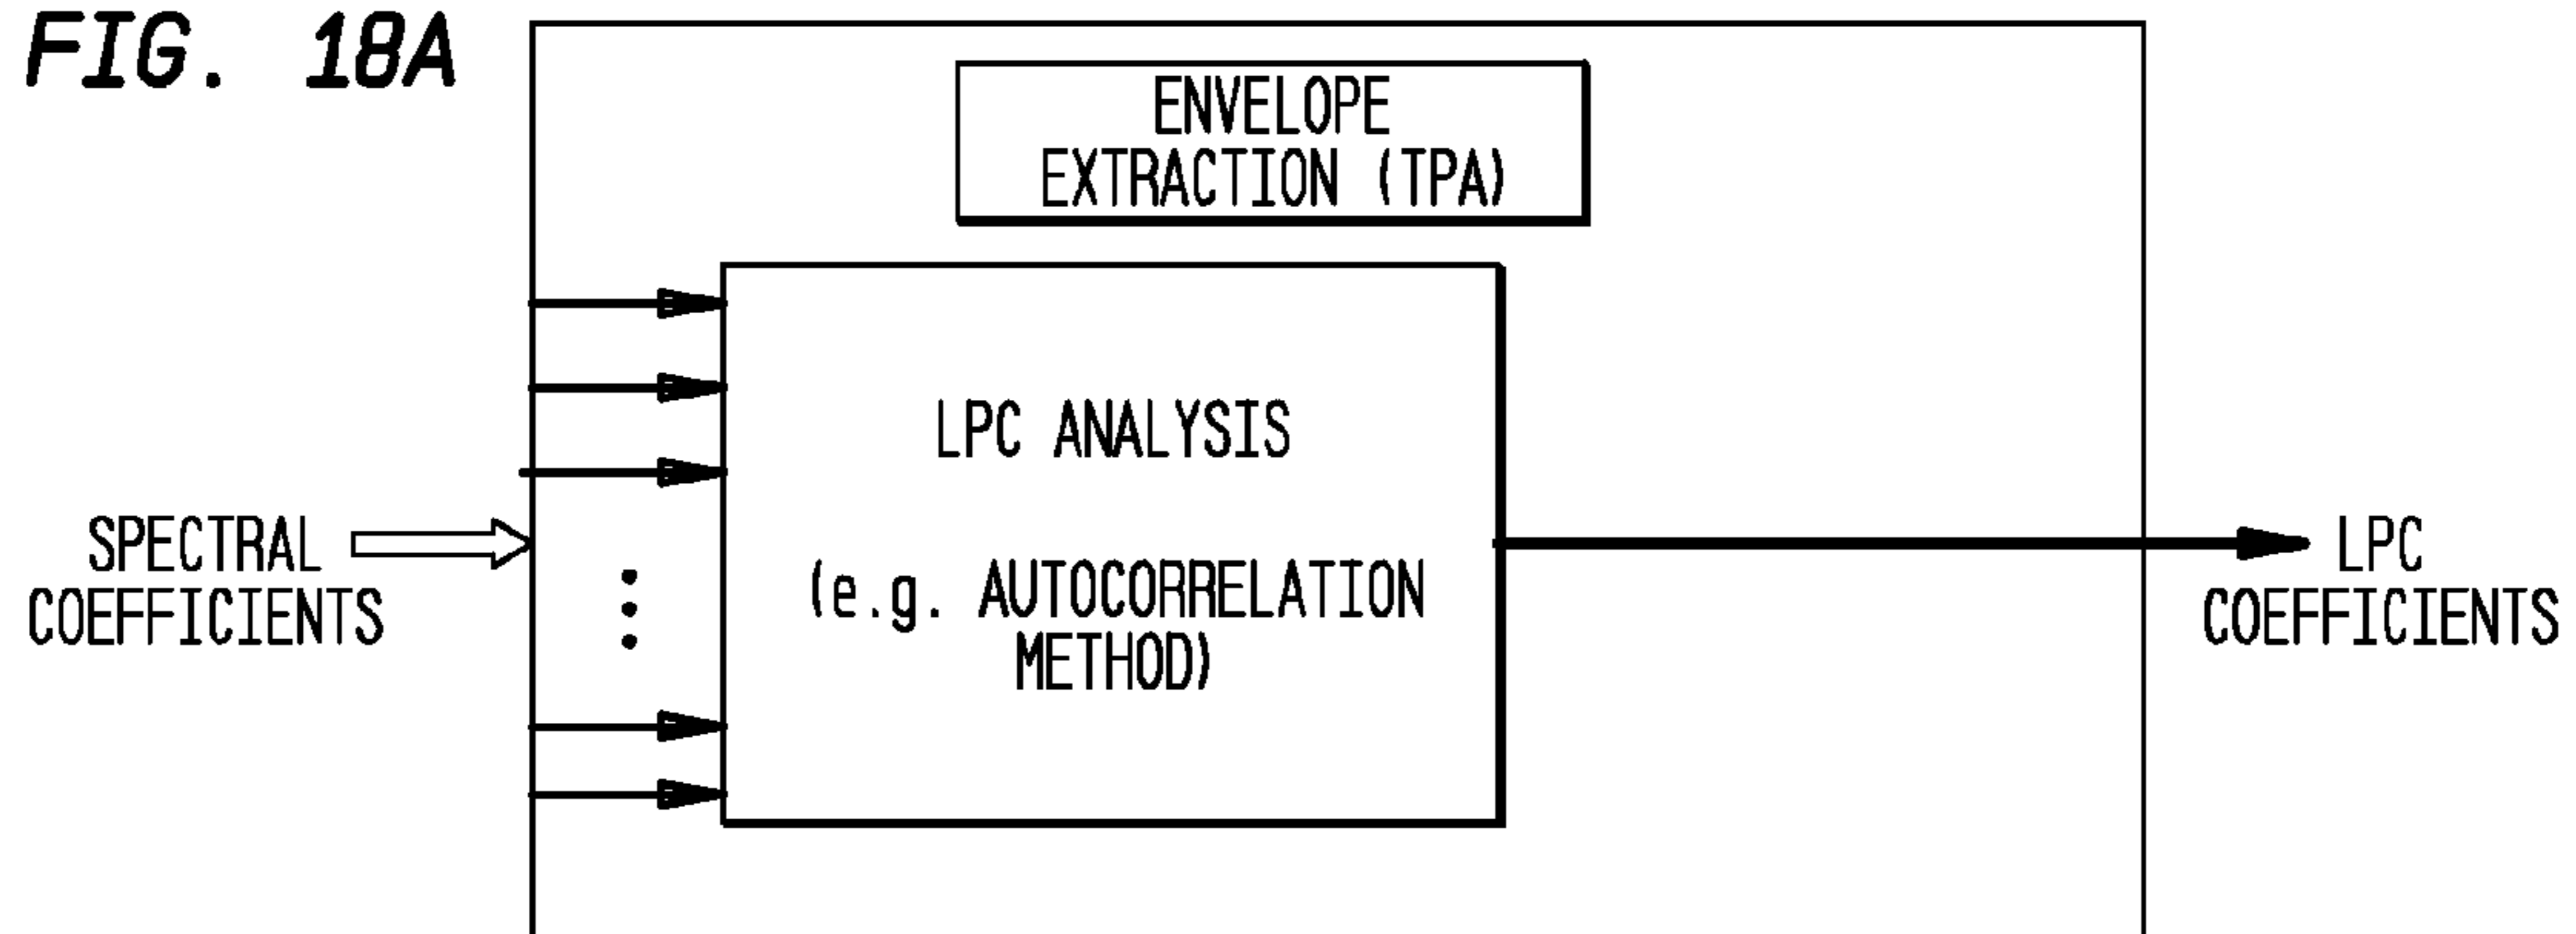 FIG. 18A
ENVELOPE
EXTRACTION (TPA)
LPC ANALYSIS
(e.g. AUTOCORRELATION
METHOD)
SPECTRAL
COEFFICIENTS
LPC
COEFFICIENTS